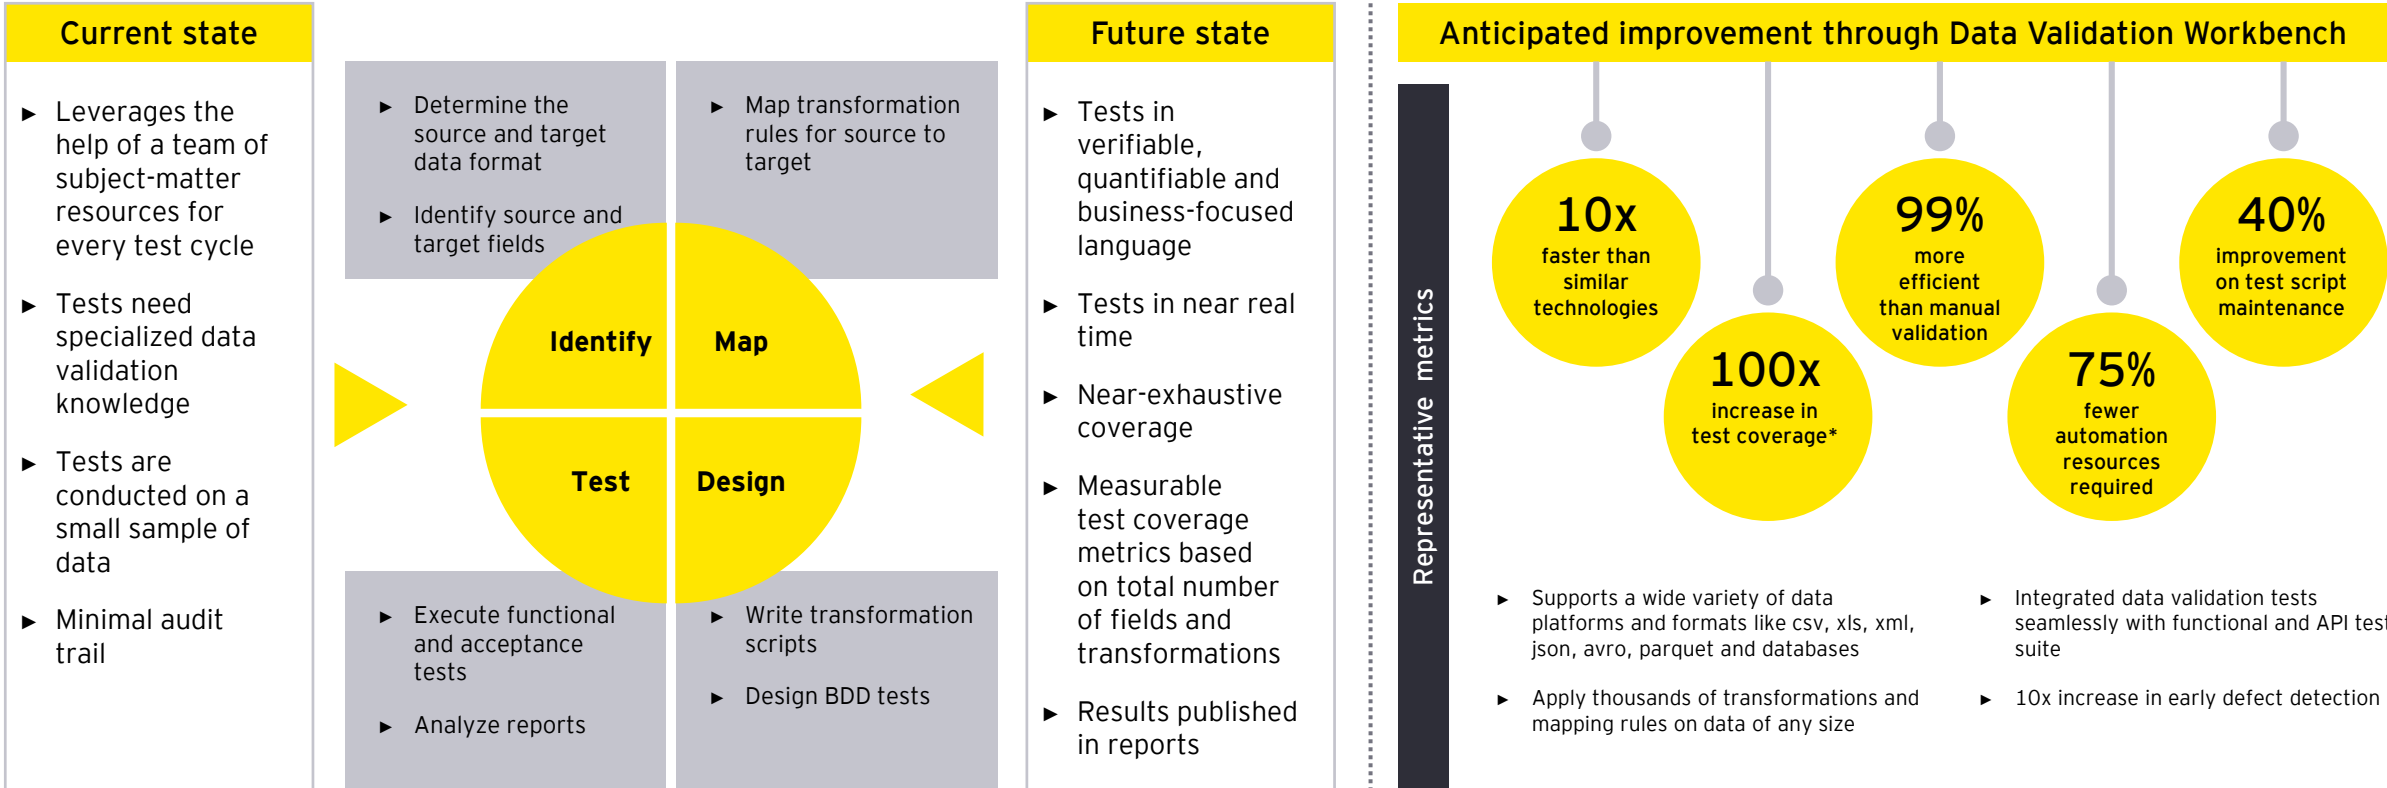 Current state
► Leverages the
help of a team of
subject-matter
resources for
every test cycle
► Tests need
specialized data
validation
knowledge
► Tests are
conducted on a
small sample of
data
► Minimal audit
trail
► Determine the
source and target
data format
► Identify source and
target fields
► Map transformation
rules for source to
target
Identify
Map
Test
Design
► Execute functional
and acceptance
tests
► Analyze reports
► Write transformation
scripts
► Design BDD tests
Future state
► Tests in
verifiable,
quantifiable and
business-focused
language
► Tests in near real
time
► Near-exhaustive
coverage
► Measurable
test coverage
metrics based
on total number
of fields and
transformations
► Results published
in reports
Anticipated improvement through Data Validation Workbench
Representative metrics
10x
faster than
similar
technologies
100x
increase in
test coverage*
99%
more
efficient
than manual
validation
75%
fewer
automation
resources
required
40%
improvement
on test script
maintenance
► Supports a wide variety of data
platforms and formats like csv, xls, xml,
json, avro, parquet and databases
► Apply thousands of transformations and
mapping rules on data of any size
► Integrated data validation tests
seamlessly with functional and API test
suite
► 10x increase in early defect detection